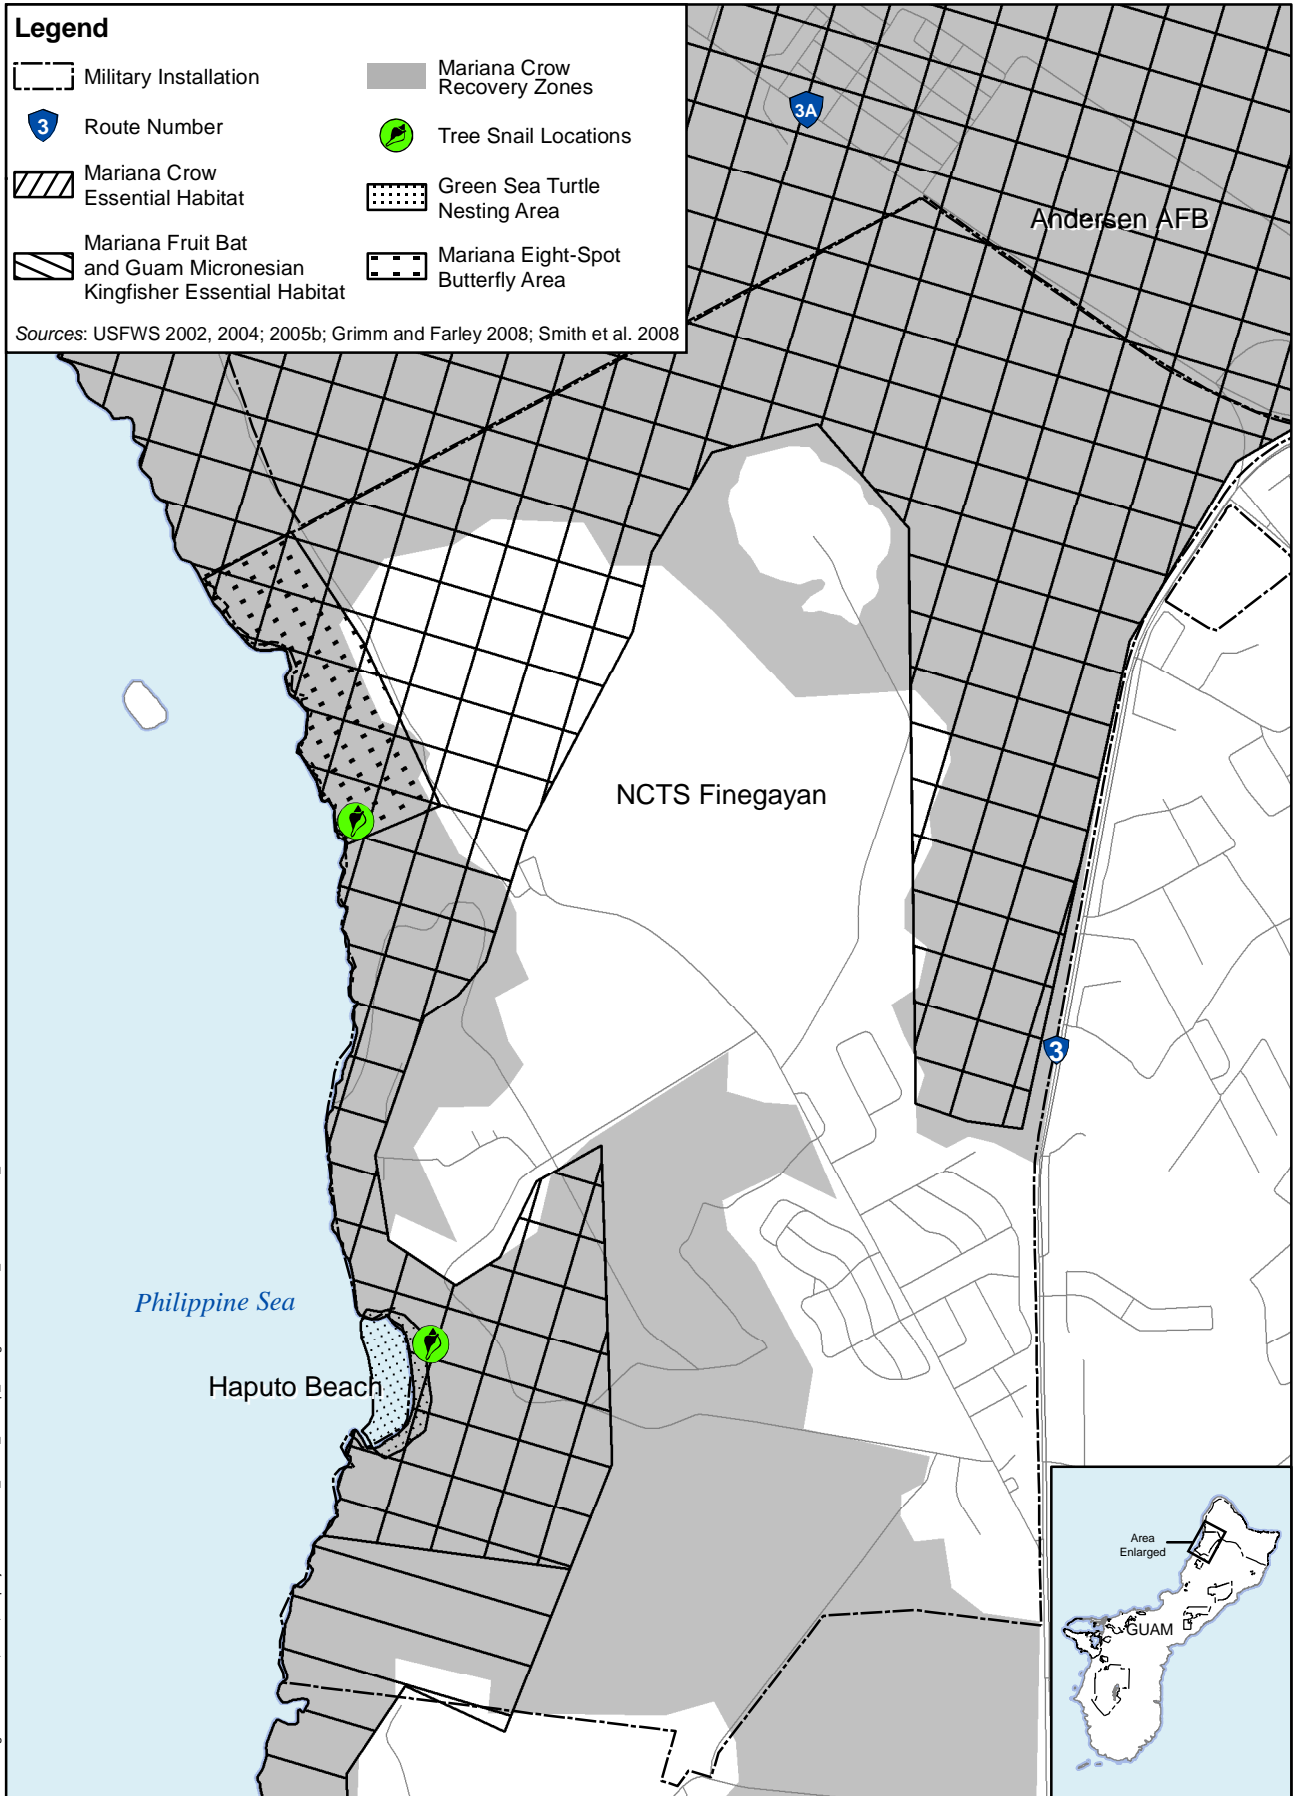 Legend
Military Installation
3
Route Number
Mariana Crow
Essential Habitat
Mariana Fruit Bat
and Guam Micronesian
Kingfisher Essential Habitat
Mariana Crow
Recovery Zones
Tree Snail Locations
Green Sea Turtle
Nesting Area
Mariana Eight-Spot
Butterfly Area
Sources: USFWS 2002, 2004; 2005b; Grimm and Farley 2008; Smith et al. 2008
3A
Andersen AFB
NCTS Finegayan
3
Philippine Sea
Haputo Beach
Area
Enlarged
GUAM